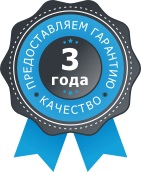 ПРЕДОСТАВЛЯЕМ ГАРАНТИЮ
3
года
КАЧЕСТВО